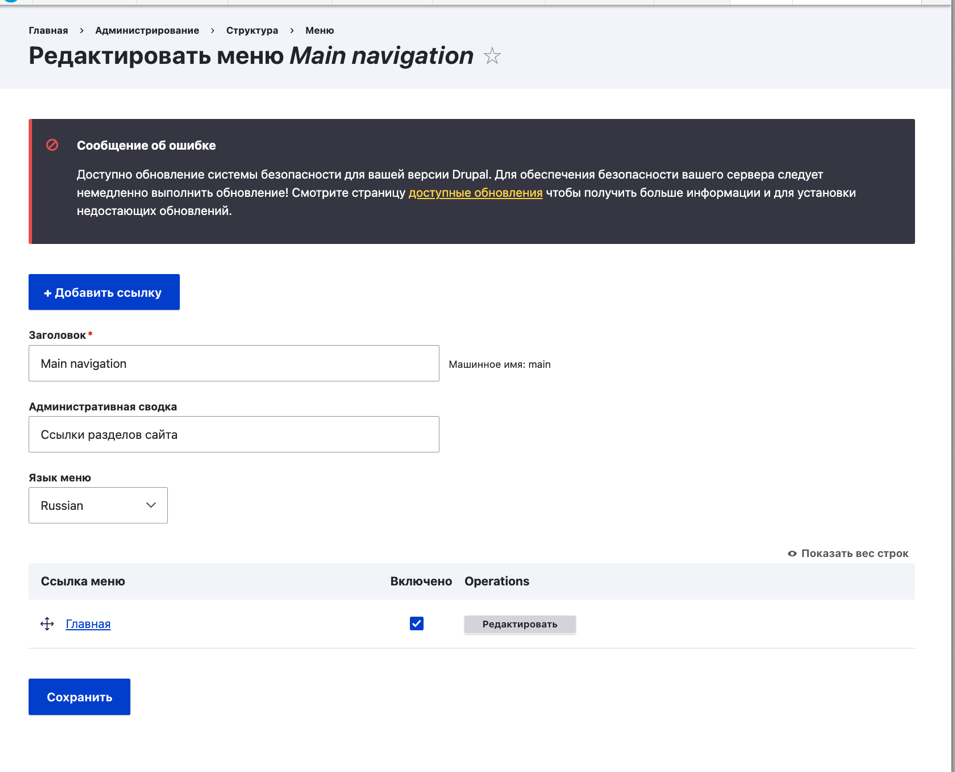 Главная › Администрирование › Структура › Меню
Редактировать меню Main navigation
Сообщение об ошибке
Доступно обновление системы безопасности для вашей версии Drupal. Для обеспечения безопасности вашего сервера следует
немедленно выполнить обновление! Смотрите страницу доступные обновления чтобы получить больше информации и для установки
недостающих обновлений.
+ Добавить ссылку
Заголовок*
Main navigation
Машинное имя: main
Административная сводка
Ссылки разделов сайта
Язык меню
Russian
Показать вес строк
Ссылка меню Включено Operations
Главная Редактировать
Сохранить